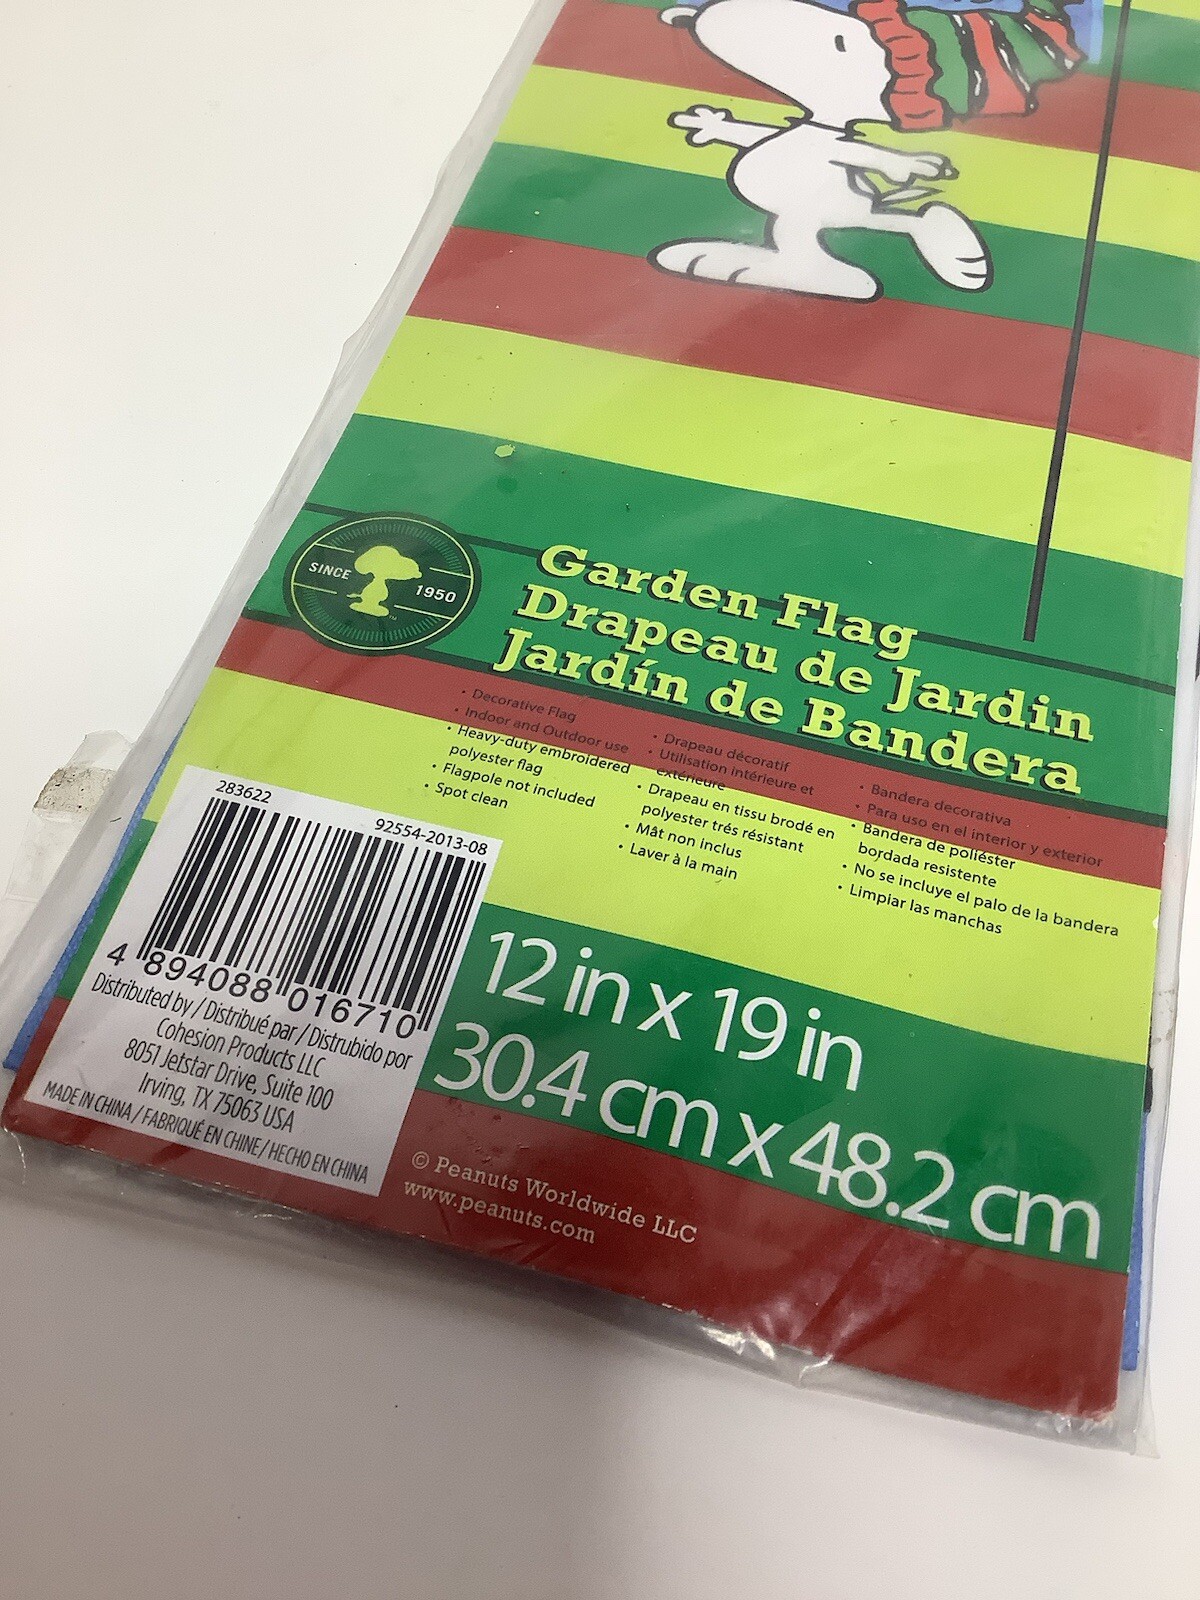 SINCE 1950
™
Garden Flag
Drapeau de Jardin
Jardín de Bandera
• Decorative Flag
• Indoor and Outdoor use
• Heavy-duty embroidered
polyester flag
• Flagpole not included
• Spot clean
• Drapeau décoratif
• Utilisation intérieure et
extérieure
• Drapeau en tissu brodé en
polyester trés résistant
• Mât non inclus
• Laver à la main
• Bandera decorativa
• Para uso en el interior y exterior
• Bandera de poliéster
bordada resistente
• No se incluye el palo de la bandera
• Limpiar las manchas
283622
92554-2013-08
4 894088 016710
Distributed by / Distribué par / Distrubido por
Cohesion Products LLC
8051 Jetstar Drive, Suite 100
Irving, TX 75063 USA
MADE IN CHINA / FABRIQUÉ EN CHINE / HECHO EN CHINA
12 in x 19 in
30.4 cm x 48.2 cm
© Peanuts Worldwide LLC
www.peanuts.com